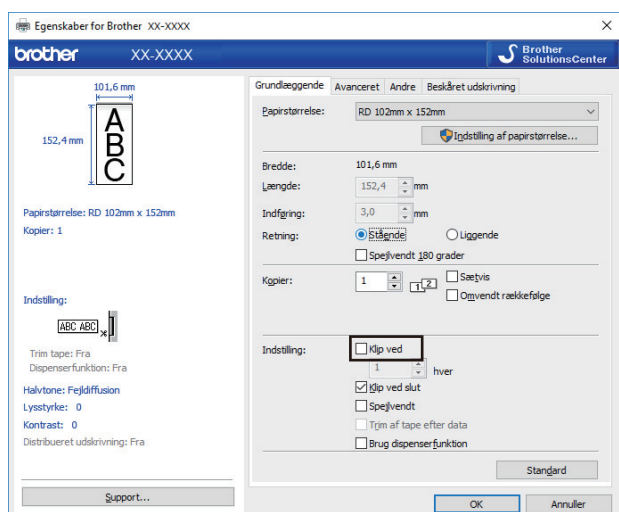 Egenskaber for Brother XX-XXXX
brother XX-XXXX
Brother
SolutionsCenter
101,6 mm
152,4 mm
A
B
C
Papirstørrelse: RD 102mm x 152mm
Kopier: 1
Indstilling:
ABC ABC
Trim tape: Fra
Dispenserfunktion: Fra
Halvtone: Fejldiffusion
Lysstyrke: 0
Kontrast: 0
Distribueret udskrivning: Fra
Support...
Grundlæggende Avanceret Andre Beskåret udskrivning
Papirstørrelse: RD 102mm x 152mm
Indstilling af papirstørrelse...
Bredde: 101,6 mm
Længde: 152,4 mm
Indføring: 3,0 mm
Retning: Stående Liggende
Spejlvendt 180 grader
Kopier: 1 1 2 Sætvis
Omvendt rækkefølge
Indstilling: Klip ved
1 hver
Klip ved slut
Spejlvendt
Trim af tape efter data
Brug dispenserfunktion
Standard
OK Annuller